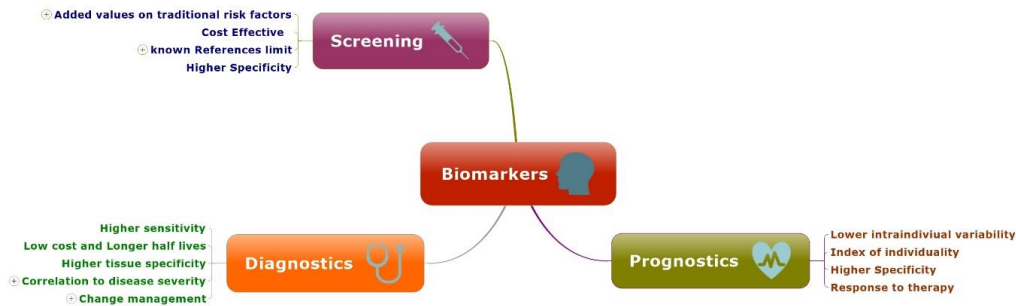 Added values on traditional risk factors
Cost Effective
known References limit
Higher Specificity
Screening
Biomarkers
Higher sensitivity
Low cost and Longer half lives
Higher tissue specificity
Correlation to disease severity
Change management
Diagnostics
Prognostics
Lower intraindiviual variability
Index of individuality
Higher Specificity
Response to therapy